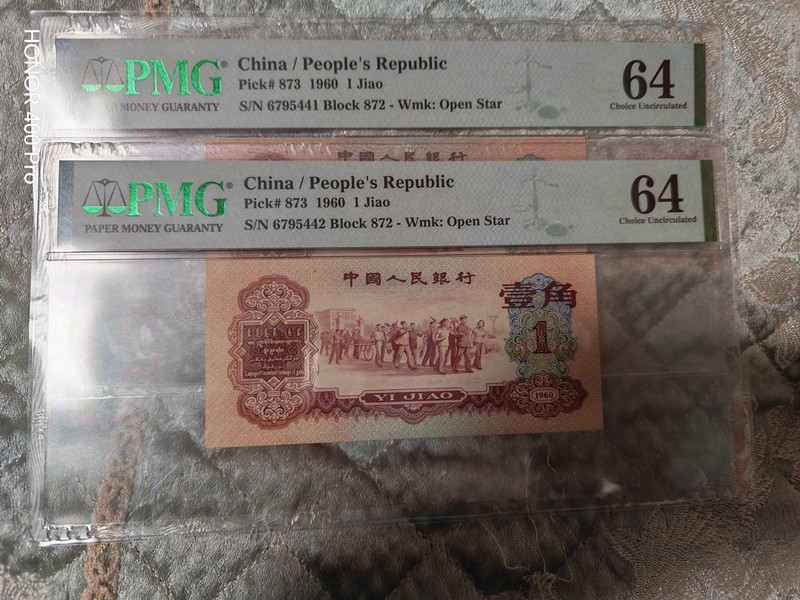 HONOR 400 Pro
PMG®
PAPER MONEY GUARANTY
China / People's Republic
Pick# 873 1960 1 Jiao
S/N 6795441 Block 872 - Wmk: Open Star
64
Choice Uncirculated
中國人民銀行
PMG®
PAPER MONEY GUARANTY
China / People's Republic
Pick# 873 1960 1 Jiao
S/N 6795442 Block 872 - Wmk: Open Star
64
Choice Uncirculated
中國人民銀行
壹角
1
YI JIAO
1960